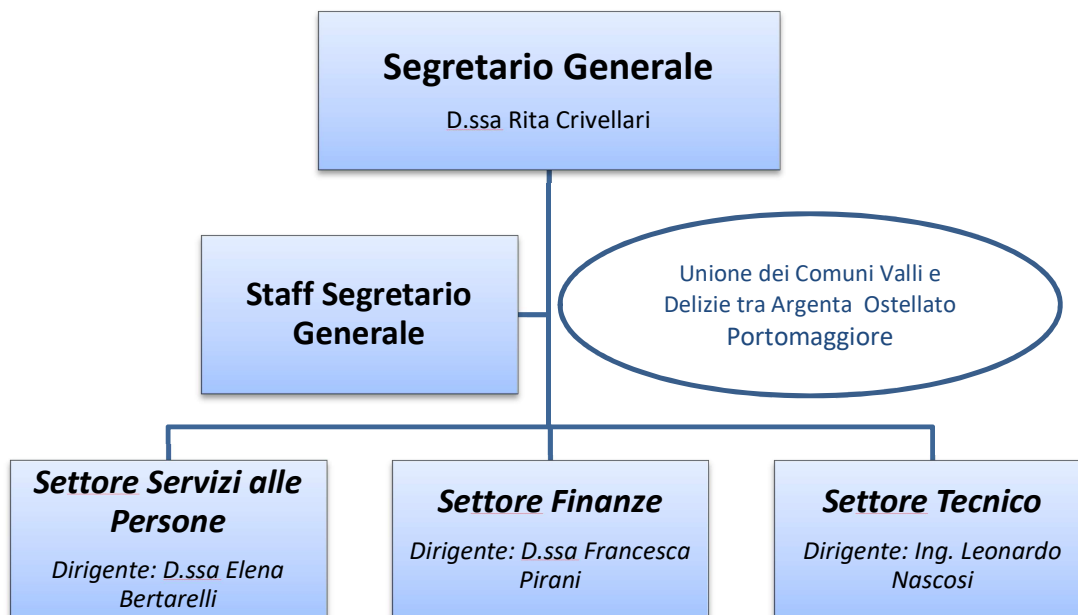 Segretario Generale
D.ssa Rita Crivellari
Staff Segretario
Generale
Unione dei Comuni Valli e
Delizie tra Argenta Ostellato
Portomaggiore
Settore Servizi alle
Persone
Dirigente: D.ssa Elena
Bertarelli
Settore Finanze
Dirigente: D.ssa Francesca
Pirani
Settore Tecnico
Dirigente: Ing. Leonardo
Nascosi